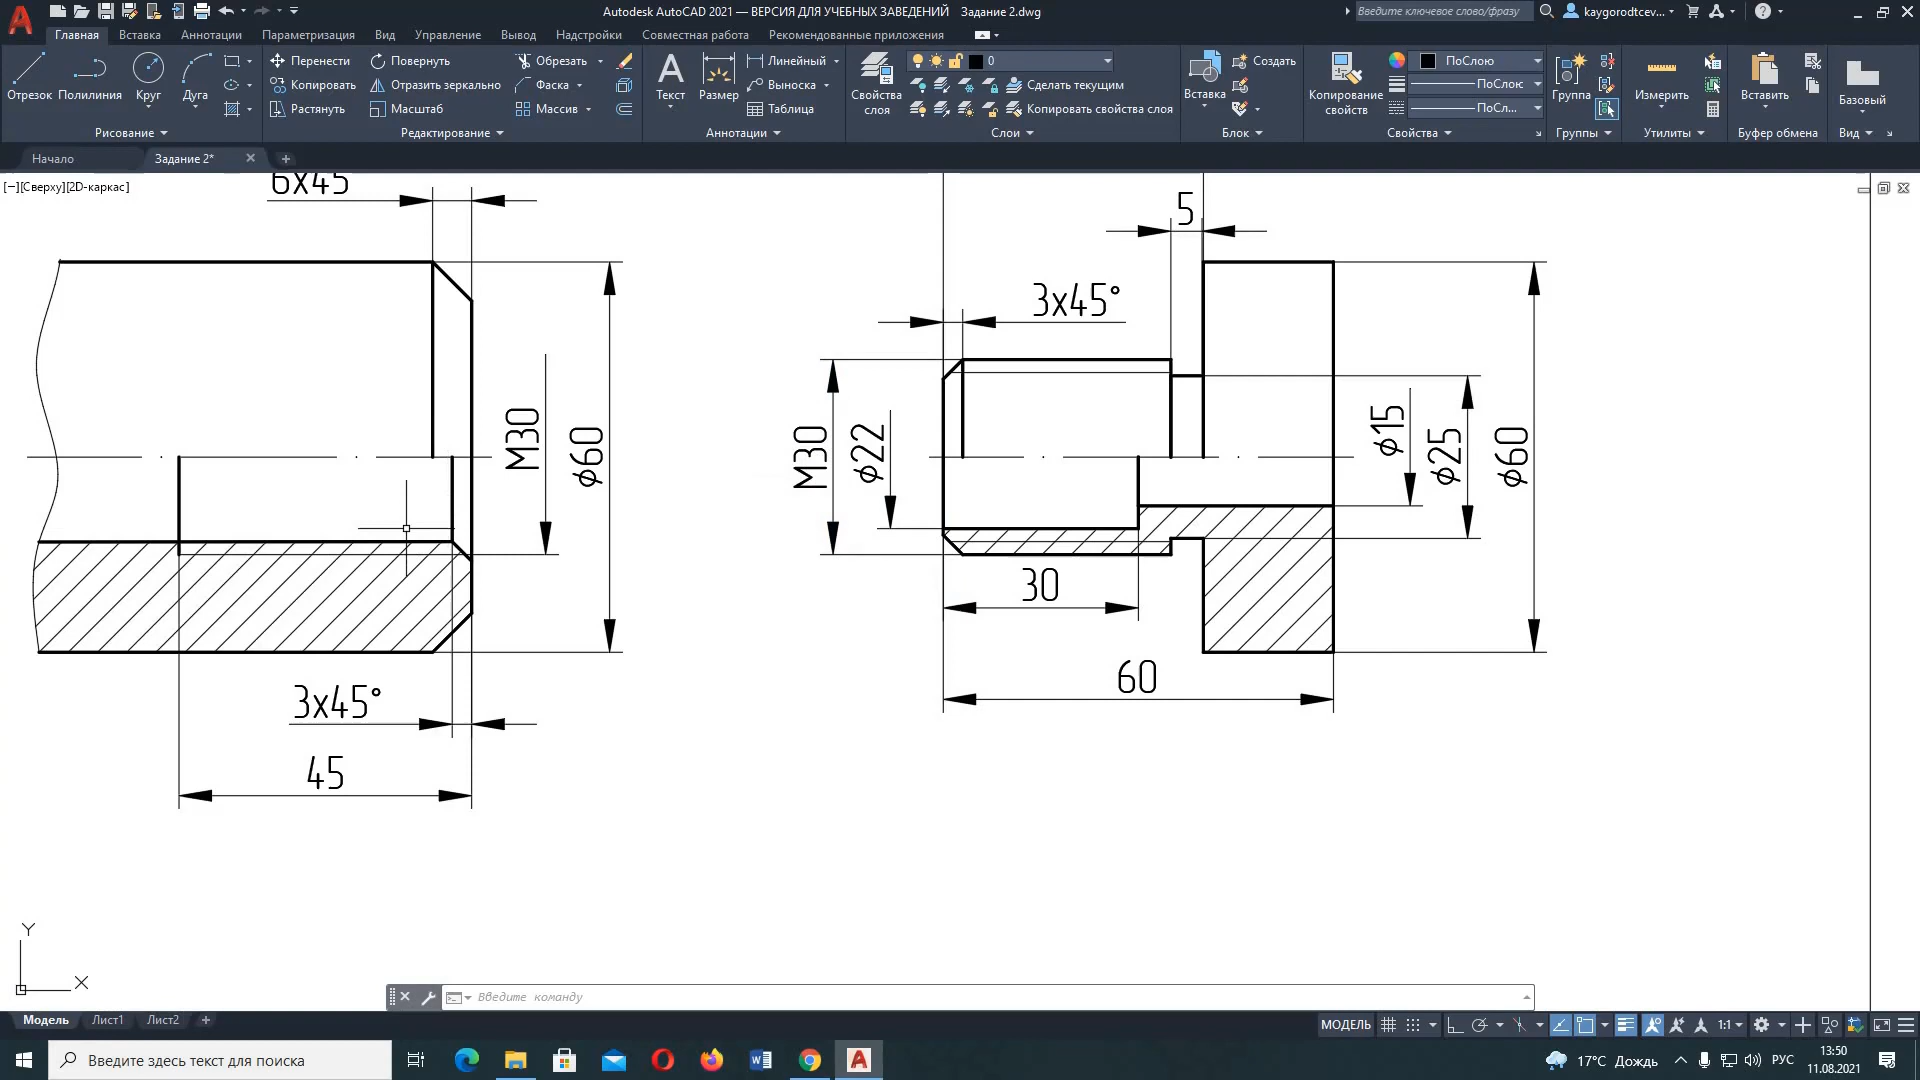 Autodesk AutoCAD 2021 — ВЕРСИЯ ДЛЯ УЧЕБНЫХ ЗАВЕДЕНИЙ Задание 2.dwg
Введите ключевое слово/фразу
kaygorodtcev...
Главная Вставка Аннотации Параметризация Вид Управление Вывод Надстройки Совместная работа Рекомендованные приложения
Отрезок Полилиния Круг Дуга
Рисование
Перенести Повернуть Обрезать
Копировать Отразить зеркально Фаска
Растянуть Масштаб Массив
Редактирование
Текст Размер
Линейный
Выноска
Таблица
Аннотации
Свойства слоя
0
Сделать текущим
Копировать свойства слоя
Слои
Вставка
Создать
Блок
Копирование свойств
ПоСлою
ПоСлою
ПоСл...
Свойства
Группа
Группы
Измерить
Утилиты
Вставить
Буфер обмена
Базовый
Вид
Начало
Задание 2*
[−][Сверху][2D-каркас]
6x45
M30
ϕ60
3x45°
45
5
3x45°
M30
ϕ22
ϕ15
ϕ25
ϕ60
30
60
Y
X
Введите команду
Модель Лист1 Лист2
МОДЕЛЬ
1:1
Введите здесь текст для поиска
17°C Дождь
РУС
13:50
11.08.2021